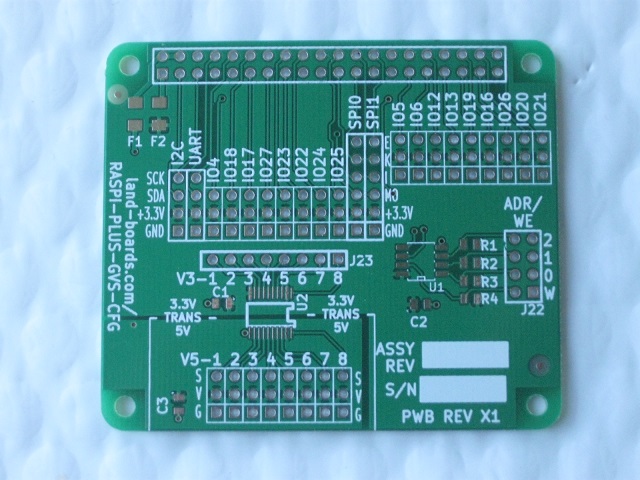 F1 F2
I2C
UART
IO4
IO18
IO17
IO27
IO23
IO22
IO24
IO25
SPI0
SPI1
IO5
IO6
IO12
IO13
IO19
IO16
IO26
IO20
IO21
SCK
SDA
+3.3V
GND
+3.3V
GND
land-boards.com/
RASPI-PLUS-GVS-CFG
ADR/
WE
2
1
0
W
J22
R1
R2
R3
R4
U1
C2
J23
V3-1 2 3 4 5 6 7 8
C1
U2
3.3V
TRANS
5V
3.3V
TRANS
5V
V5-1 2 3 4 5 6 7 8
S
V
G
S
V
G
C3
ASSY
REV
S/N
PWB REV X1